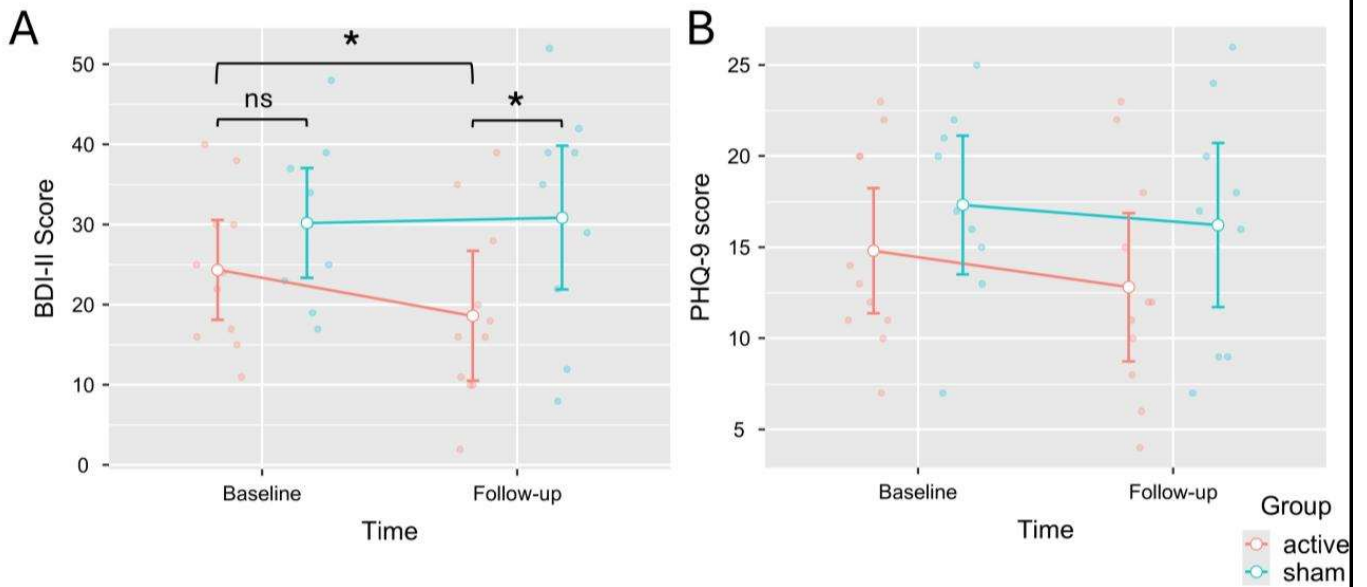 A
BDI-II Score
50
40
30
20
10
0
*
ns
*
Baseline
Follow-up
Time
B
PHQ-9 score
25
20
15
10
5
Baseline
Follow-up
Time
Group
active
sham